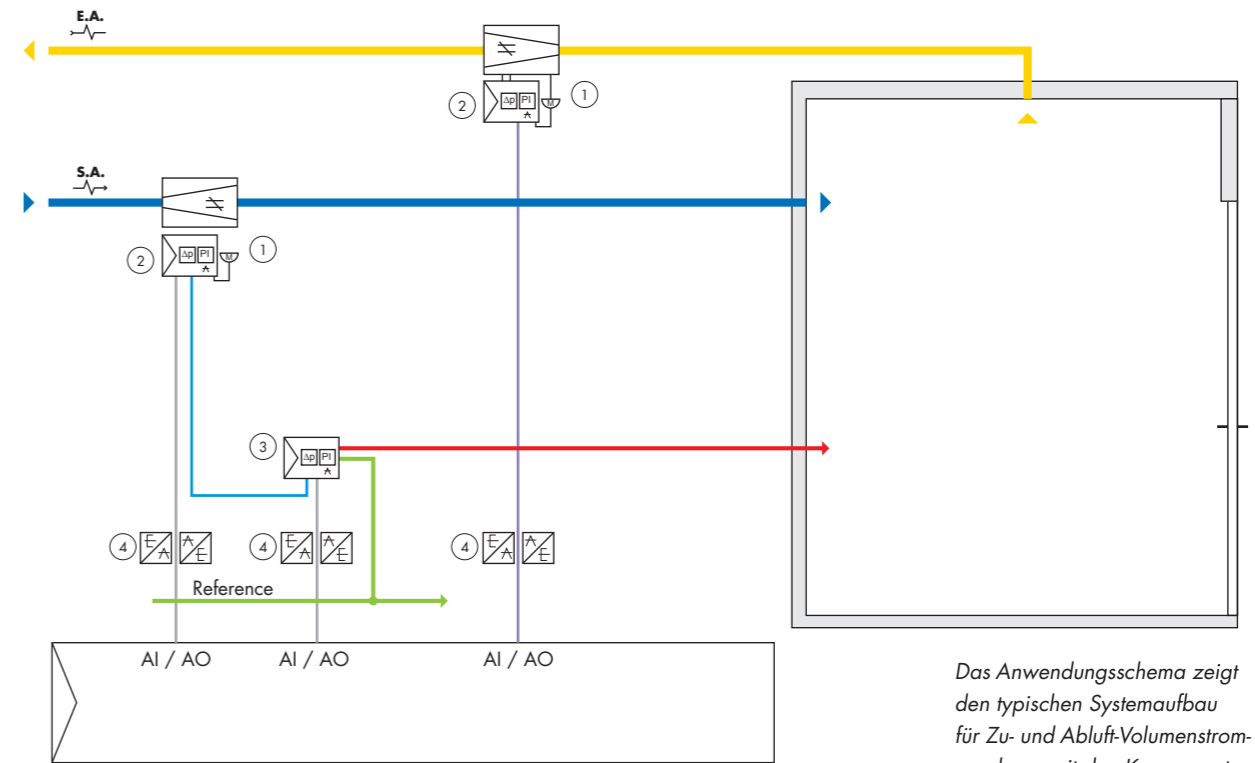 E.A.
2 Δp PI M 1
S.A.
2 Δp PI M 1
3 Δp PI
4 E A A E 4 E A A E 4 E A A E
Reference
AI / AO AI / AO AI / AO
Das Anwendungsschema zeigt
den typischen Systemaufbau
für Zu- und Abluft-Volumenstrom-